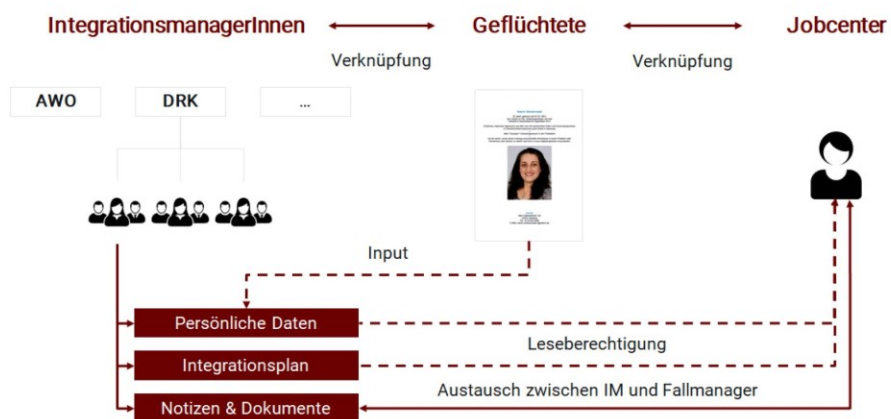 IntegrationsmanagerInnen
Geflüchtete
Jobcenter
Verknüpfung
Verknüpfung
AWO
DRK
...
Input
Persönliche Daten
Leseberechtigung
Integrationsplan
Austausch zwischen IM und Fallmanager
Notizen & Dokumente